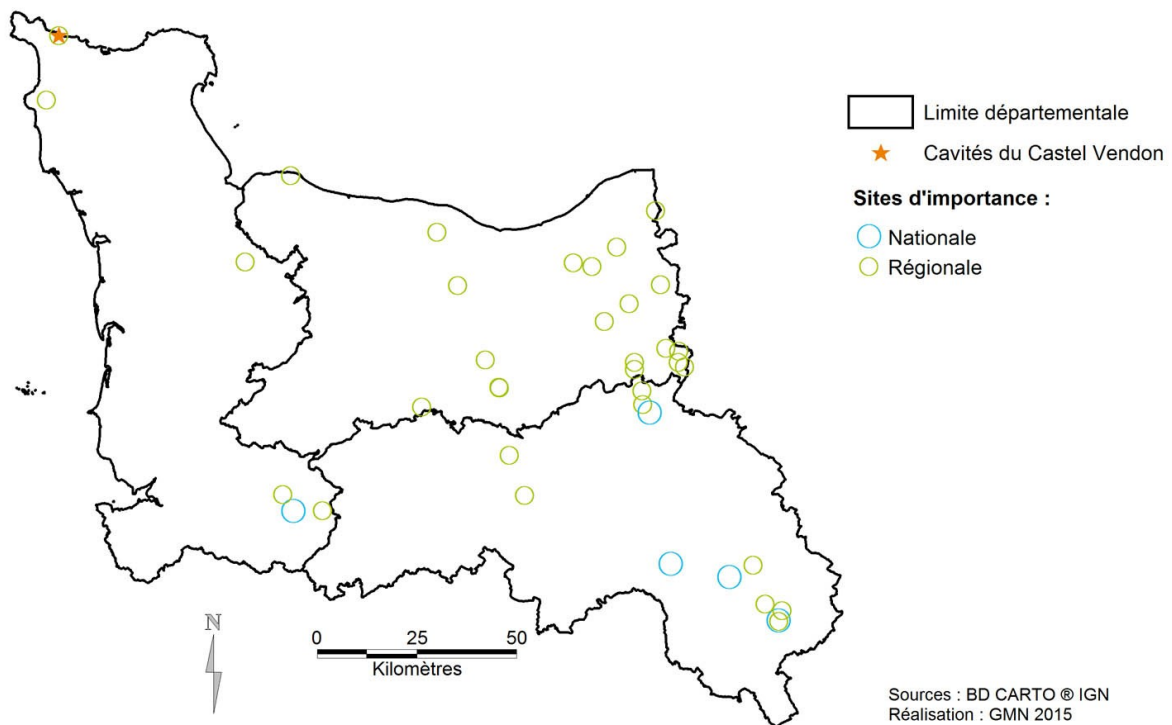 Limite départementale
Cavités du Castel Vendon
Sites d'importance :
Nationale
Régionale
N
0 25 50
Kilomètres
Sources : BD CARTO ® IGN
Réalisation : GMN 2015